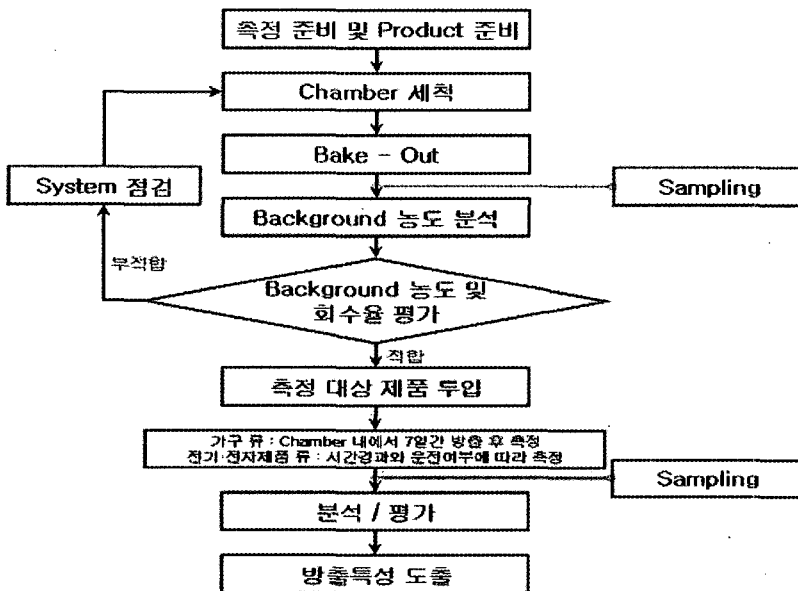 측정 준비 및 Product 준비
Chamber 세척
Bake - Out
System 점검
Sampling
Background 농도 분석
부적합
Background 농도 및
회수율 평가
적합
측정 대상 제품 투입
가구 류 : Chamber 내에서 7일간 방출 후 측정
전기·전자제품 류 : 시간경과와 운전여부에 따라 측정
Sampling
분석 / 평가
방출특성 도출